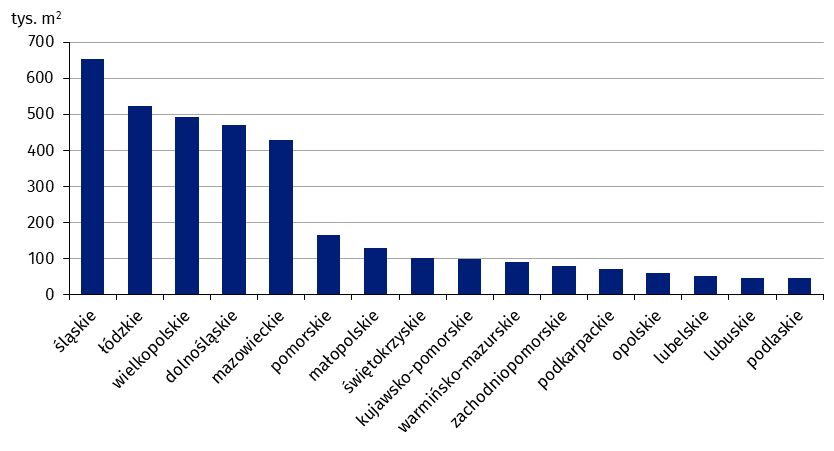 tys. m²
700
600
500
400
300
200
100
0
śląskie
łódzkie
wielkopolskie
dolnośląskie
mazowieckie
pomorskie
małopolskie
świętokrzyskie
kujawsko-pomorskie
warmińsko-mazurskie
zachodniopomorskie
podkarpackie
opolskie
lubelskie
lubuskie
podlaskie